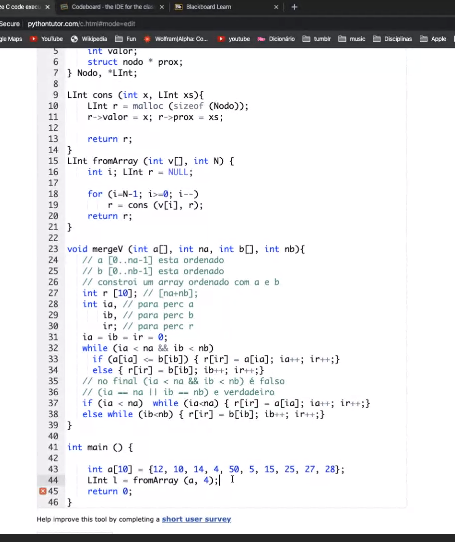 e C code exec
Codeboard - the IDE for the clas
Blackboard Learn
Secure | pythontutor.com/c.html#mode=edit
gle Maps YouTube Wikipédia Fun Wolfram|Alpha: Co... youtube Dicionário tumblr music Disciplinas Apple
5 int valor;
6 struct nodo * prox;
7 } Nodo, *LInt;
8
9 LInt cons (int x, LInt xs){
10 LInt r = malloc (sizeof (Nodo));
11 r->valor = x; r->prox = xs;
12
13 return r;
14 }
15 LInt fromArray (int v[], int N) {
16 int i; LInt r = NULL;
17
18 for (i=N-1; i>=0; i--)
19 r = cons (v[i], r);
20 return r;
21 }
22
23 void mergeV (int a[], int na, int b[], int nb){
24 // a [0..na-1] esta ordenado
25 // b [0..nb-1] esta ordenado
26 // constroi um array ordenado com a e b
27 int r [10]; // [na+nb];
28 int ia, // para perc a
29 ib, // para perc b
30 ir; // para perc r
31 ia = ib = ir = 0;
32 while (ia < na && ib < nb)
33 if (a[ia] <= b[ib]) { r[ir] = a[ia]; ia++; ir++;}
34 else { r[ir] = b[ib]; ib++; ir++;}
35 // no final (ia < na && ib < nb) é falso
36 // (ia == na || ib == nb) e verdadeiro
37 if (ia < na) while (ia<na) { r[ir] = a[ia]; ia++; ir++;}
38 else while (ib<nb) { r[ir] = b[ib]; ib++; ir++;}
39 }
40
41 int main () {
42
43 int a[10] = {12, 10, 14, 4, 50, 5, 15, 25, 27, 28};
44 LInt l = fromArray (a, 4);
45 return 0;
46 }
Help improve this tool by completing a short user survey